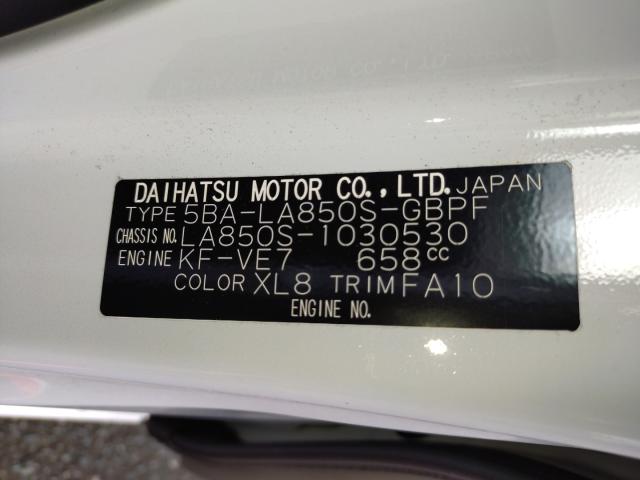 DAIHATSU MOTOR CO., LTD. JAPAN
TYPE 5BA-LA850S-GBPF
CHASSIS NO. LA850S-1030530
ENGINE KF-VE7 658cc
COLOR XL8 TRIM FA10
ENGINE NO.